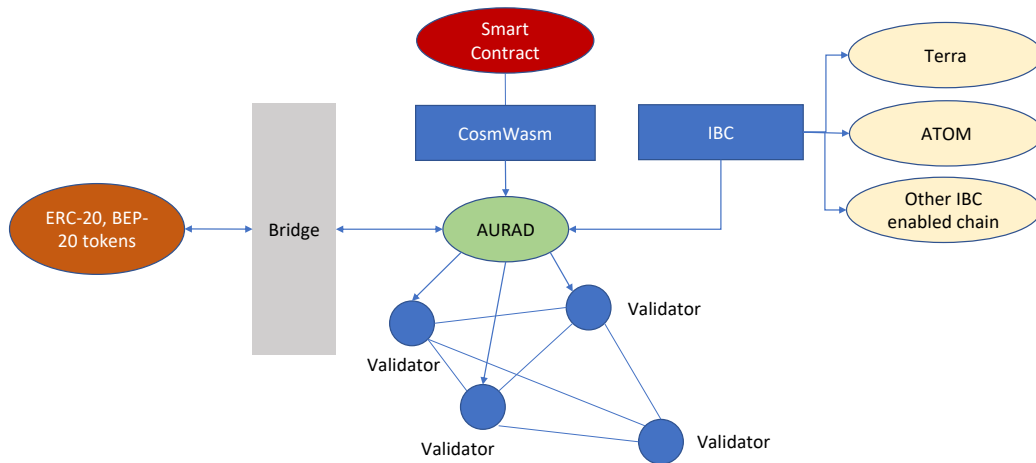 Smart
Contract
Terra
CosmWasm
IBC
ATOM
ERC-20, BEP-
20 tokens
Bridge
AURAD
Other IBC
enabled chain
Validator
Validator
Validator
Validator